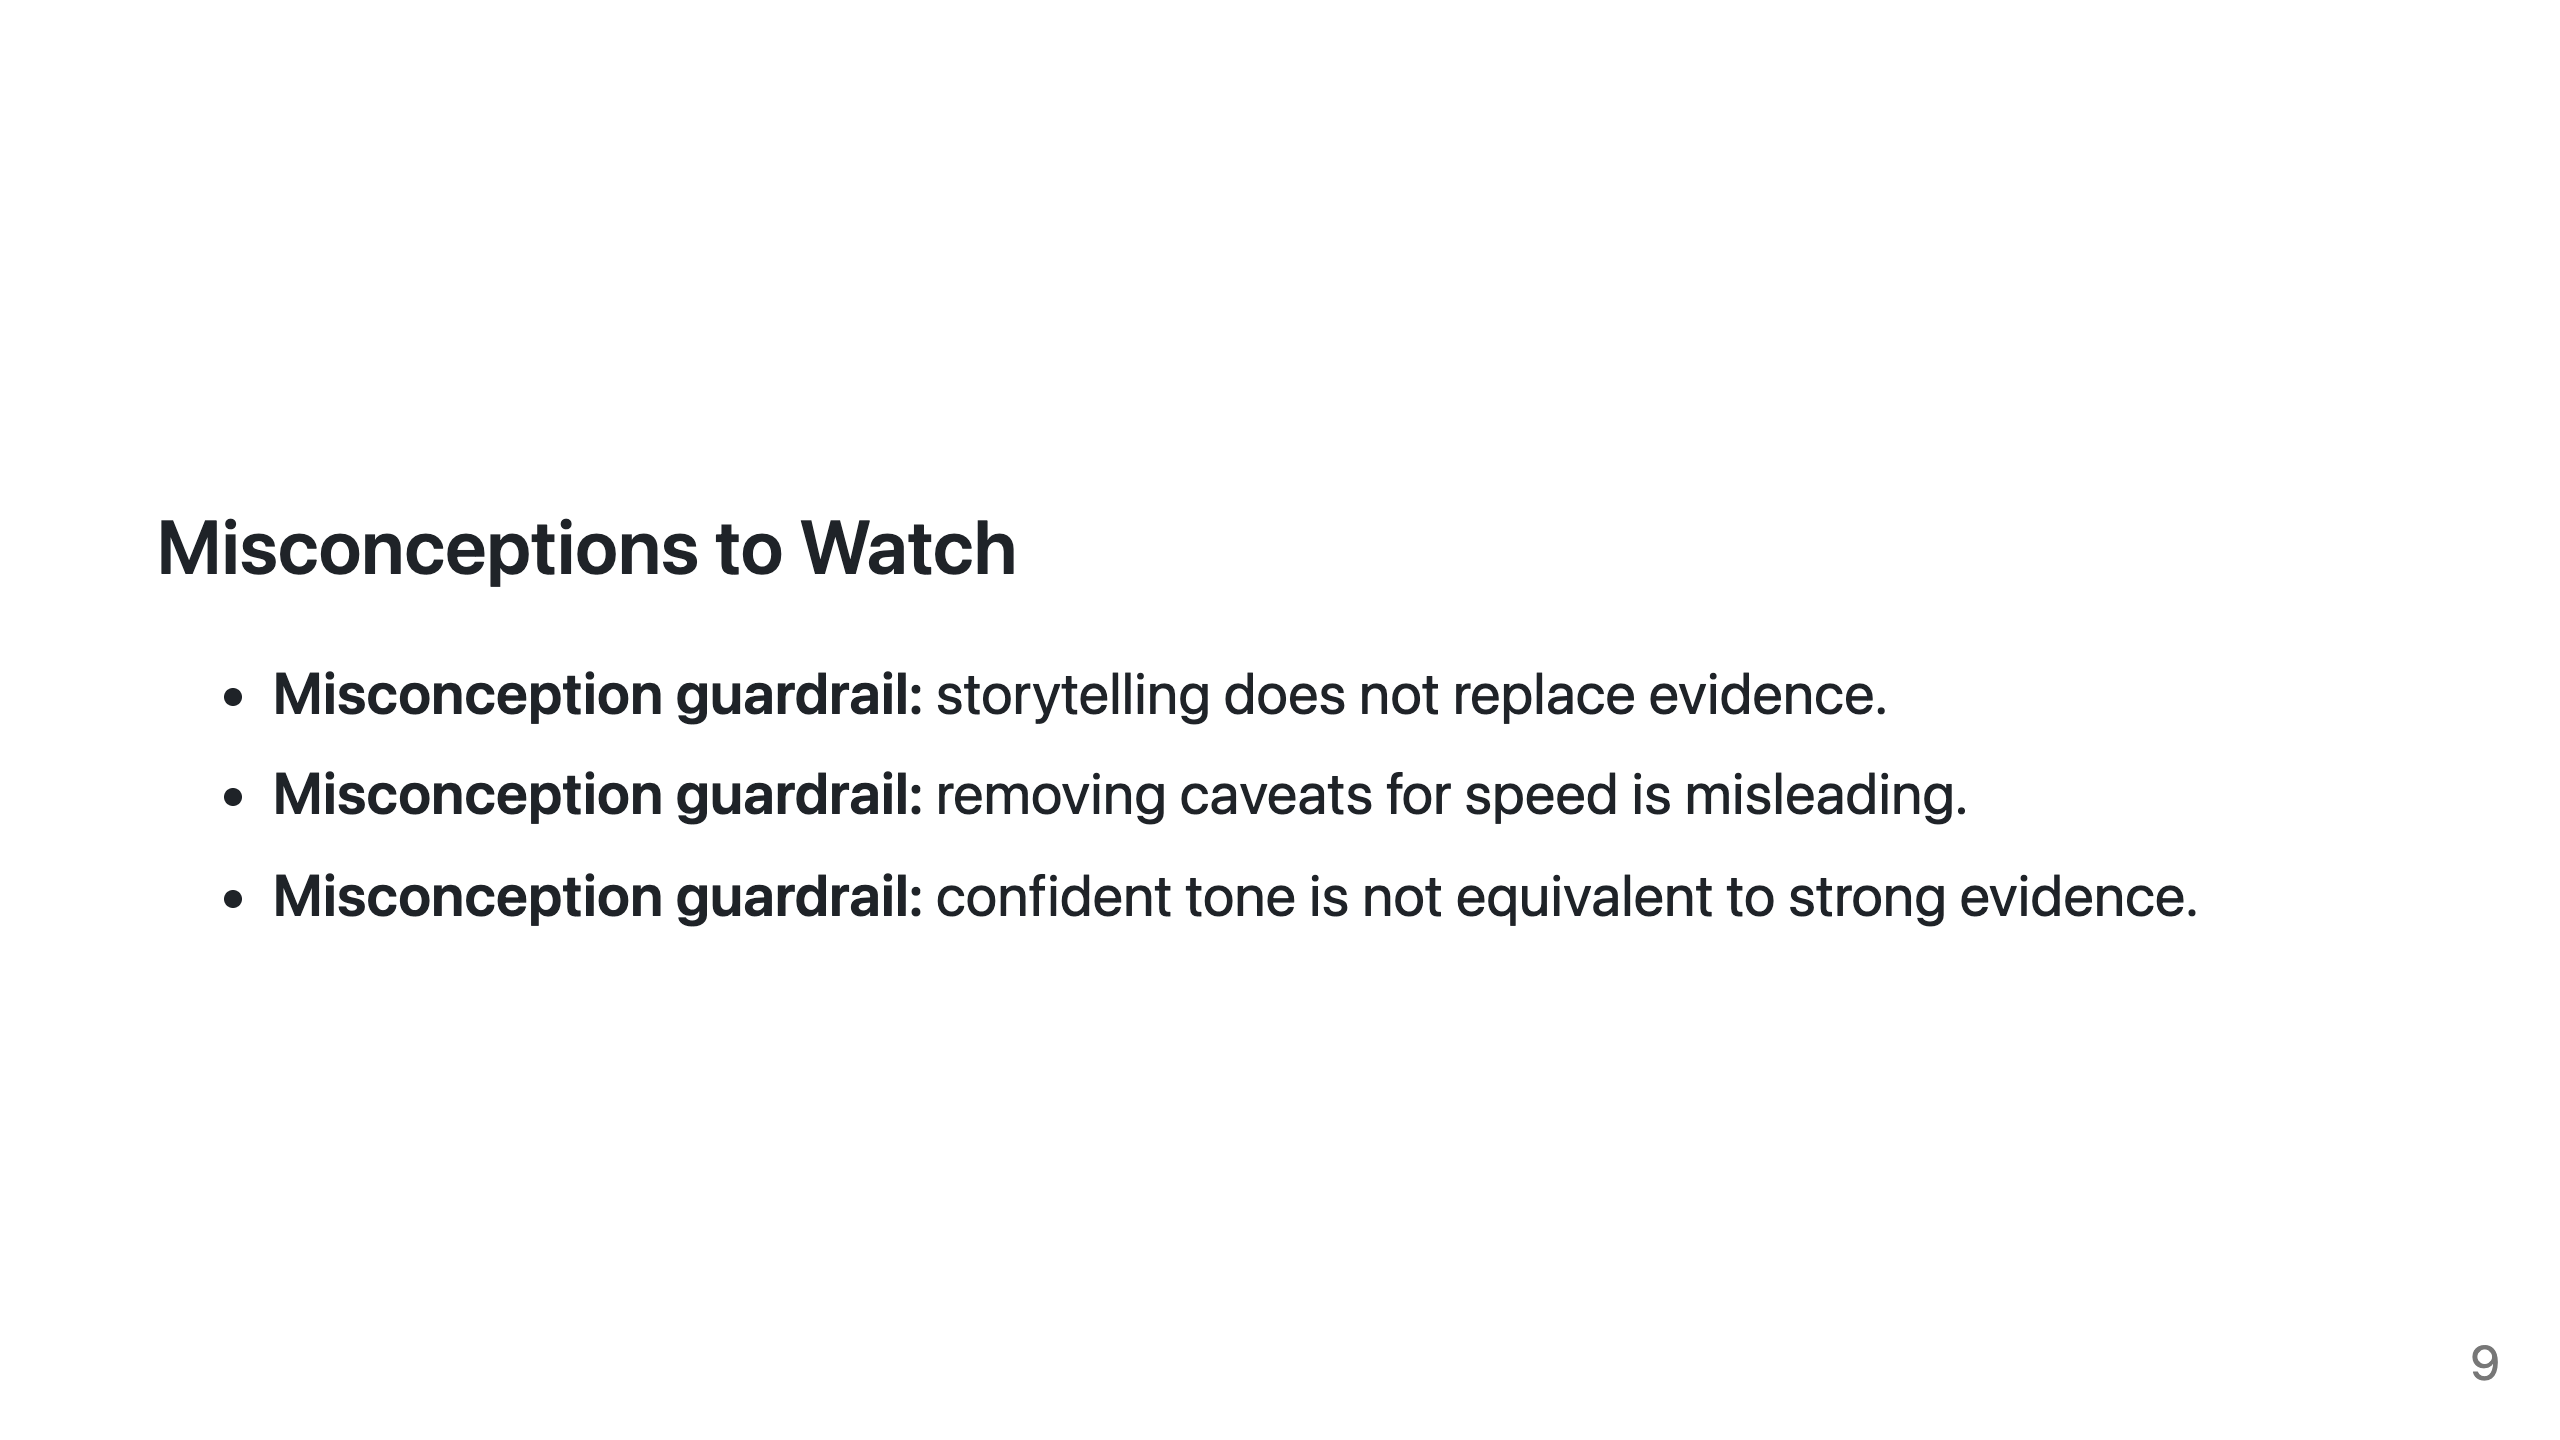 Misconceptions to Watch
• Misconception guardrail: storytelling does not replace evidence.
• Misconception guardrail: removing caveats for speed is misleading.
• Misconception guardrail: confident tone is not equivalent to strong evidence.
9